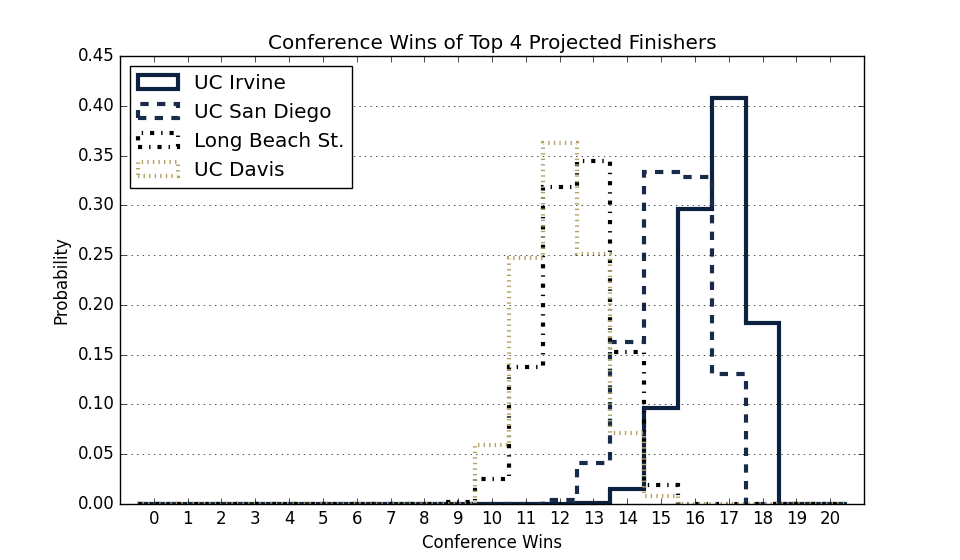 Conference Wins of Top 4 Projected Finishers
UC Irvine
UC San Diego
Long Beach St.
UC Davis
0.45
0.40
0.35
0.30
0.25
0.20
0.15
0.10
0.05
0.00
Probability
0 1 2 3 4 5 6 7 8 9 10 11 12 13 14 15 16 17 18 19 20
Conference Wins